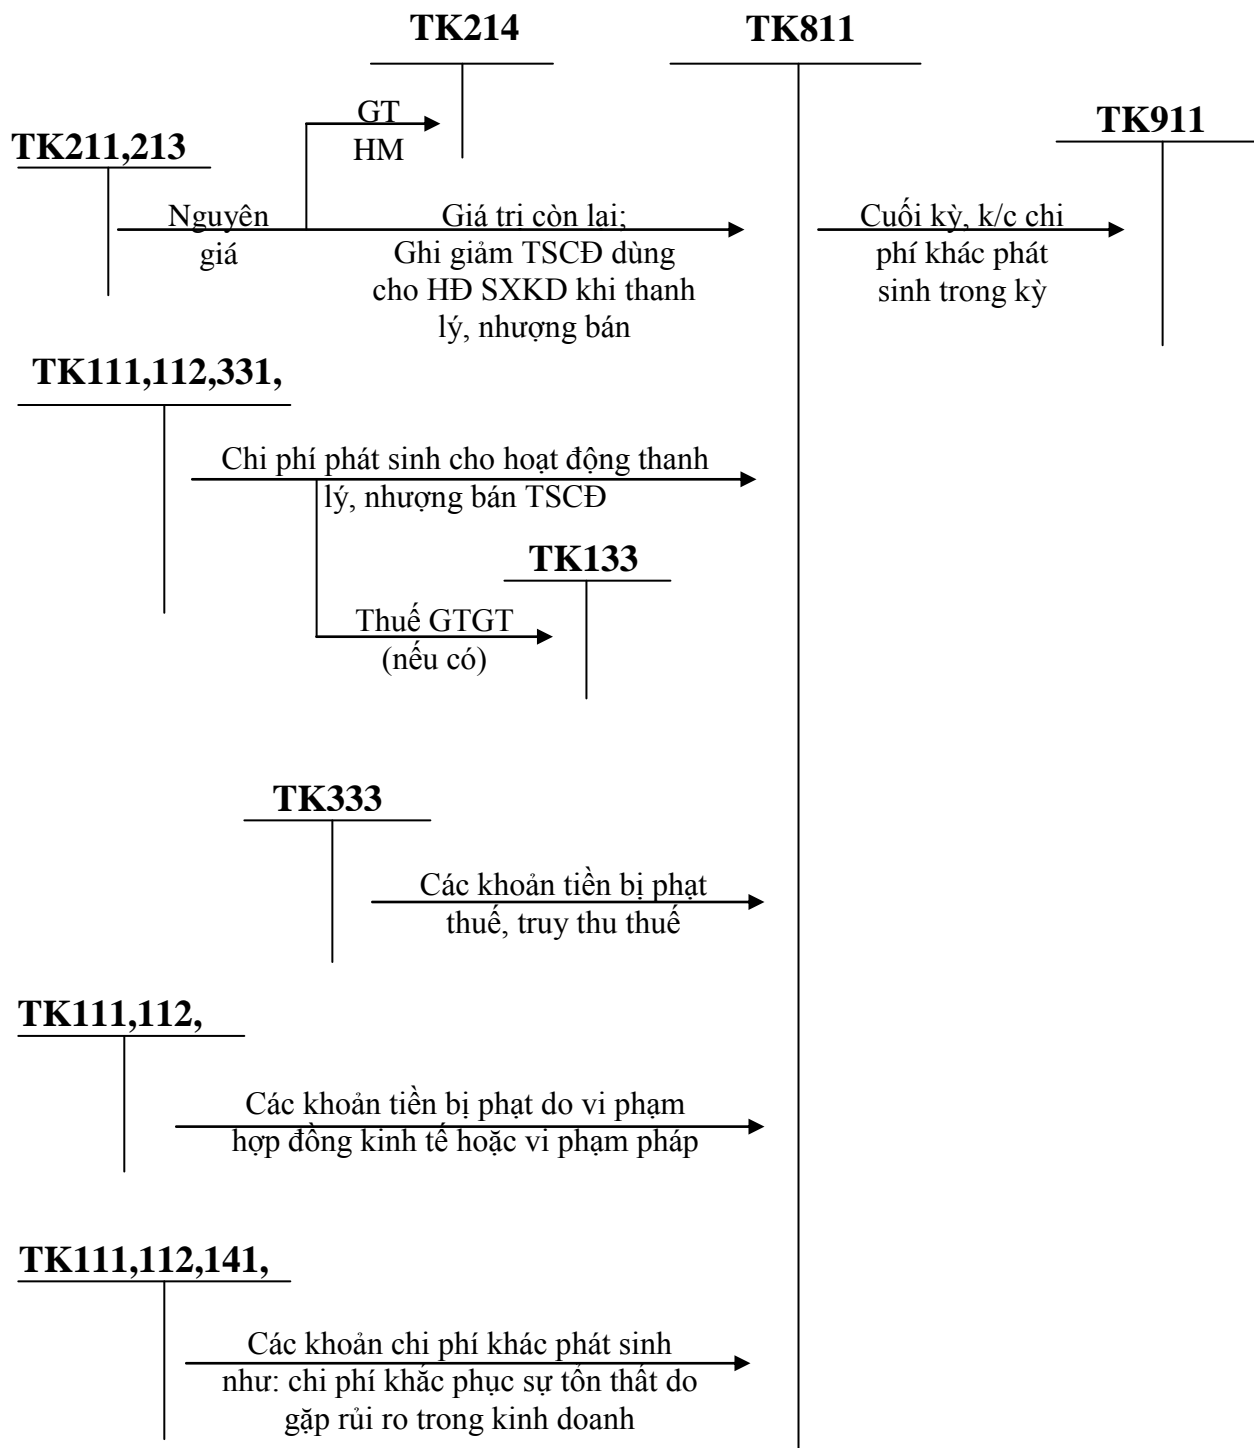 TK214
TK811
GT
HM
TK911
TK211,213
Nguyên
giá
Giá tri còn lai;
Ghi giảm TSCĐ dùng
cho HĐ SXKD khi thanh
lý, nhượng bán
Cuối kỳ, k/c chi
phí khác phát
sinh trong kỳ
TK111,112,331,
Chi phí phát sinh cho hoạt động thanh
lý, nhượng bán TSCĐ
TK133
Thuế GTGT
(nếu có)
TK333
Các khoản tiền bị phạt
thuế, truy thu thuế
TK111,112,
Các khoản tiền bị phạt do vi phạm
hợp đồng kinh tế hoặc vi phạm pháp
TK111,112,141,
Các khoản chi phí khác phát sinh
như: chi phí khắc phục sự tổn thất do
gặp rủi ro trong kinh doanh